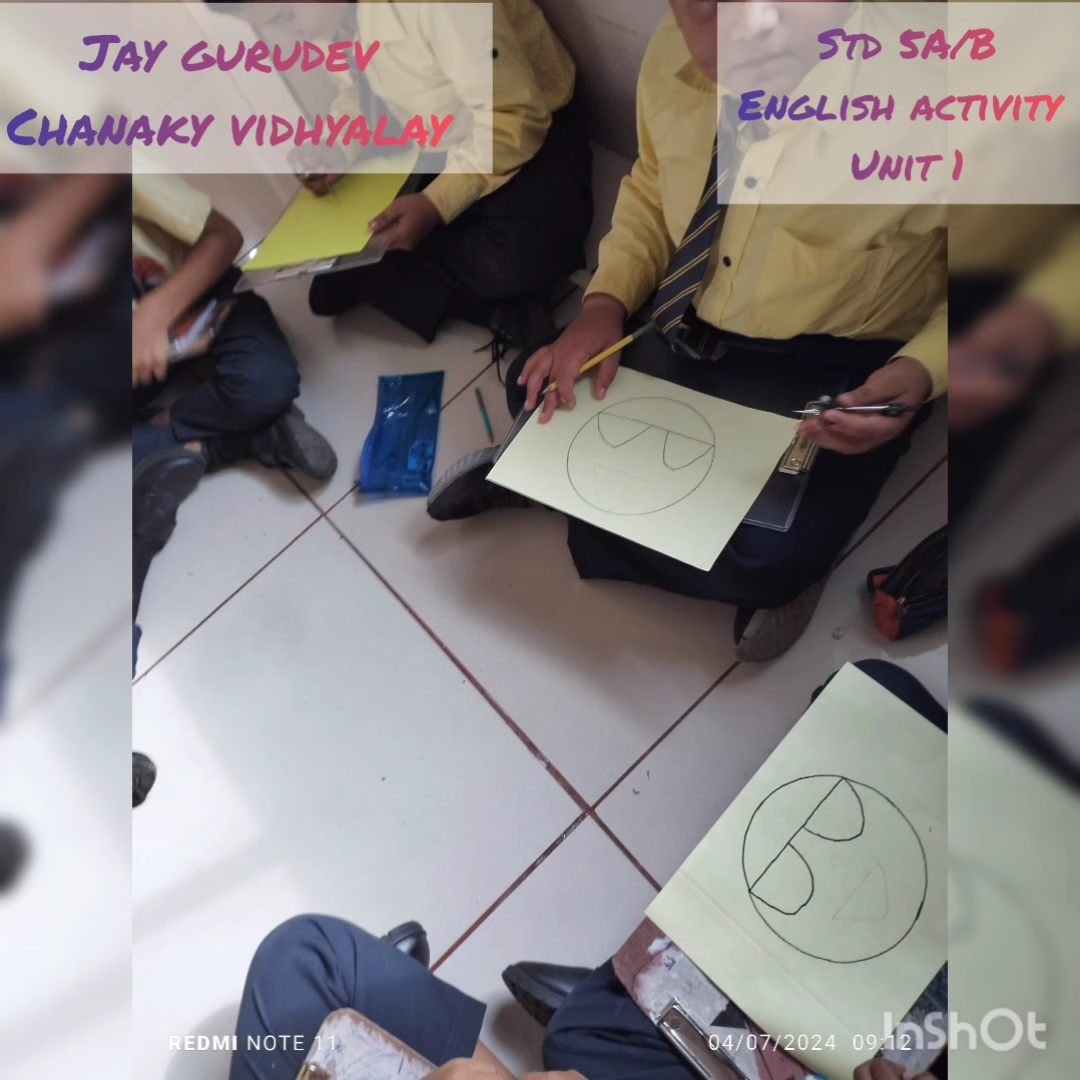 Jay gurudev
Chanaky vidhyalay
Std 5A/B
English activity
Unit 1
REDMI NOTE 11
04/07/2024 09:12
InShOt